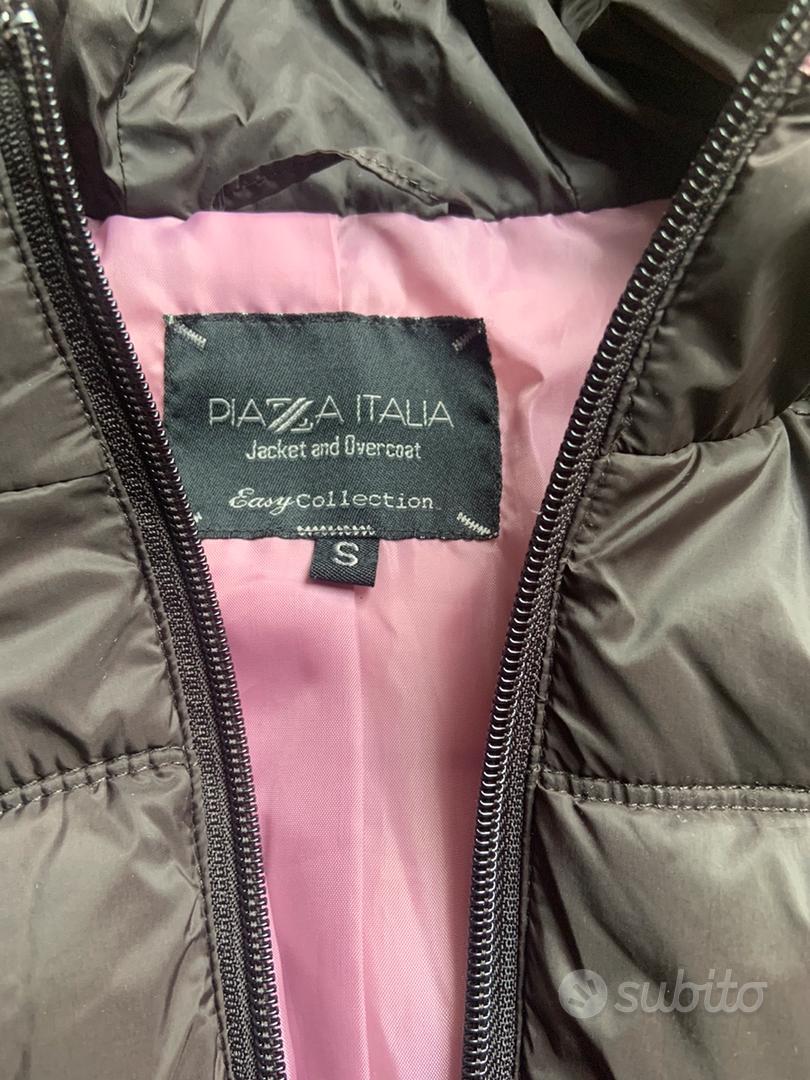 PIAZZA ITALIA
Jacket and Overcoat
Easy Collection
S
subito